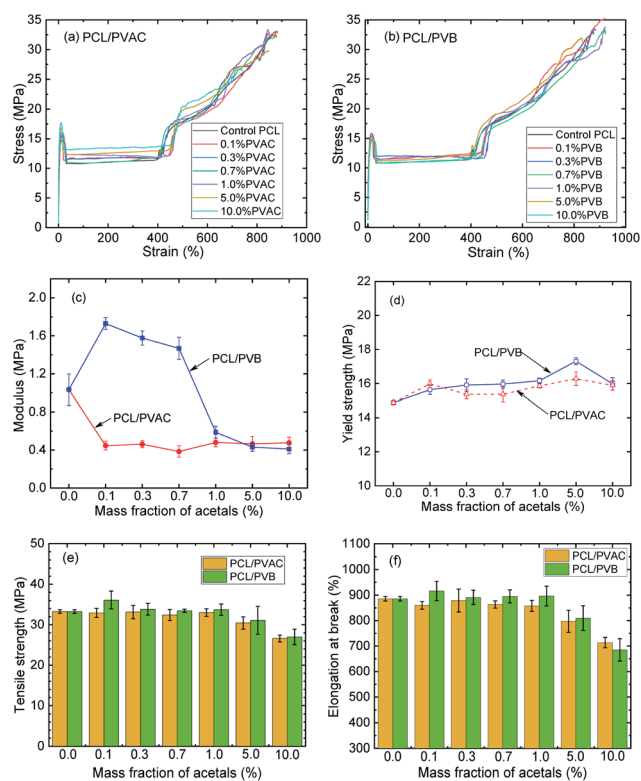 (a) PCL/PVAC
Stress (MPa)
35
30
25
20
15
10
5
0
Control PCL
0.1%PVAC
0.3%PVAC
0.7%PVAC
1.0%PVAC
5.0%PVAC
10.0%PVAC
0 200 400 600 800 1000
Strain (%)
(b) PCL/PVB
Stress (MPa)
35
30
25
20
15
10
5
0
Control PCL
0.1%PVB
0.3%PVB
0.7%PVB
1.0%PVB
5.0%PVB
10.0%PVB
0 200 400 600 800 1000
Strain (%)
(c)
Modulus (MPa)
2.0
1.6
1.2
0.8
0.4
0.0
PCL/PVB
PCL/PVAC
0.0 0.1 0.3 0.7 1.0 5.0 10.0
Mass fraction of acetals (%)
(d)
Yield strength (MPa)
22
20
18
16
14
12
10
PCL/PVB
PCL/PVAC
0.0 0.1 0.3 0.7 1.0 5.0 10.0
Mass fraction of acetals (%)
(e)
PCL/PVAC
PCL/PVB
Tensile strength (MPa)
50
40
30
20
10
0
0.0 0.1 0.3 0.7 1.0 5.0 10.0
Mass fraction of acetals (%)
(f)
PCL/PVAC
PCL/PVB
Elongation at break (%)
1100
1000
900
800
700
600
500
400
300
0.0 0.1 0.3 0.7 1.0 5.0 10.0
Mass fraction of acetals (%)